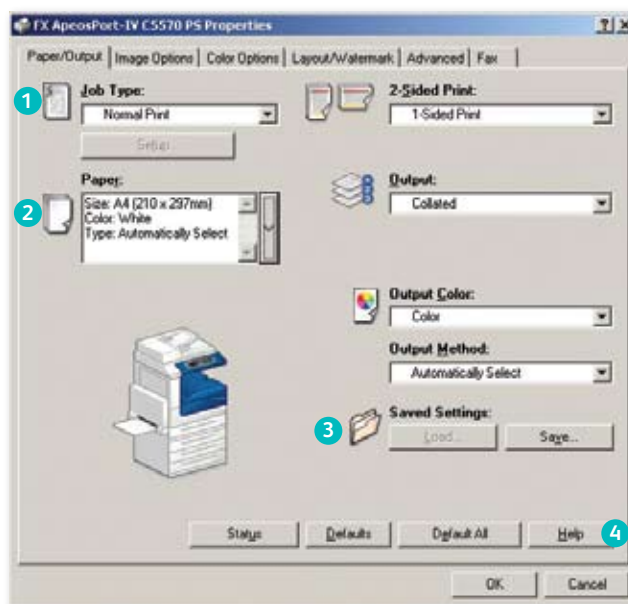 FX ApeosPort-IV C5570 PS Properties
Paper/Output
Image Options
Color Options
Layout/Watermark
Advanced
Fax
1
Job Type:
Normal Print
Setup...
2
Paper:
Size: A4 (210 x 297mm)
Color: White
Type: Automatically Select
2-Sided Print:
1-Sided Print
Output:
Collated
Output Color:
Color
Output Method:
Automatically Select
3
Saved Settings:
Load...
Save...
Status
Defaults
Default All
Help
4
OK
Cancel